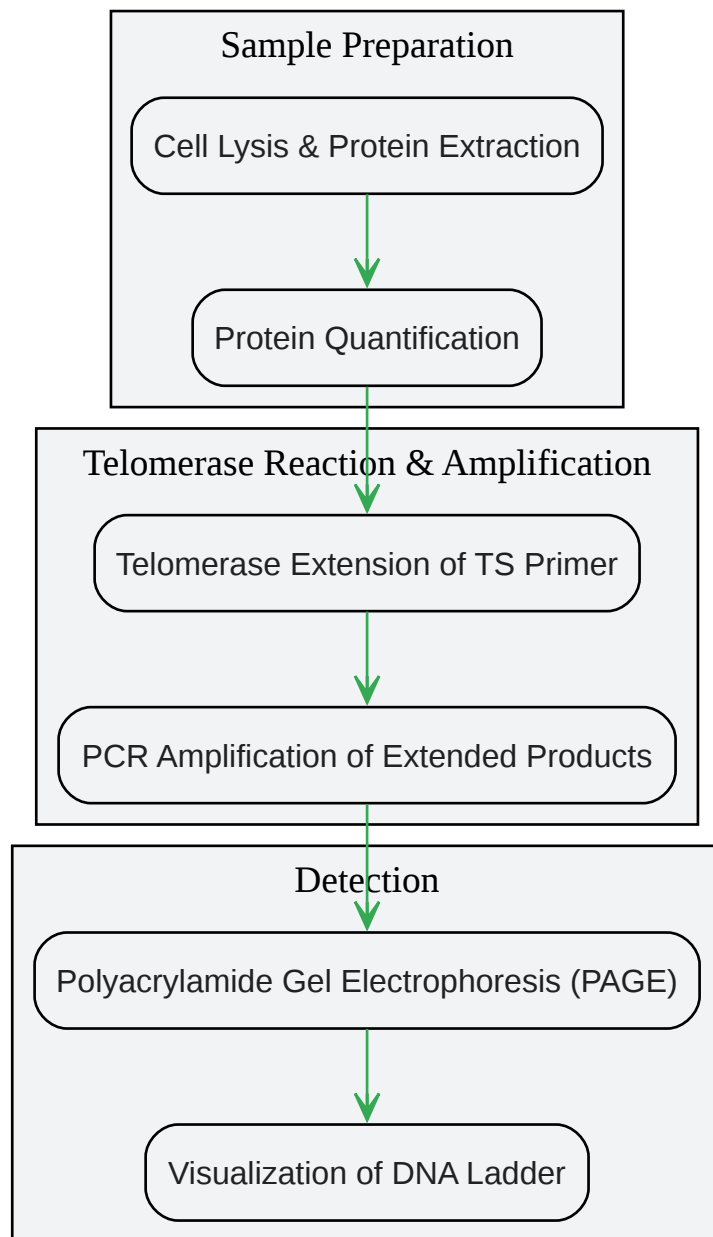 Sample Preparation
Cell Lysis & Protein Extraction
Protein Quantification
Telomerase Reaction & Amplification
Telomerase Extension of TS Primer
PCR Amplification of Extended Products
Detection
Polyacrylamide Gel Electrophoresis (PAGE)
Visualization of DNA Ladder